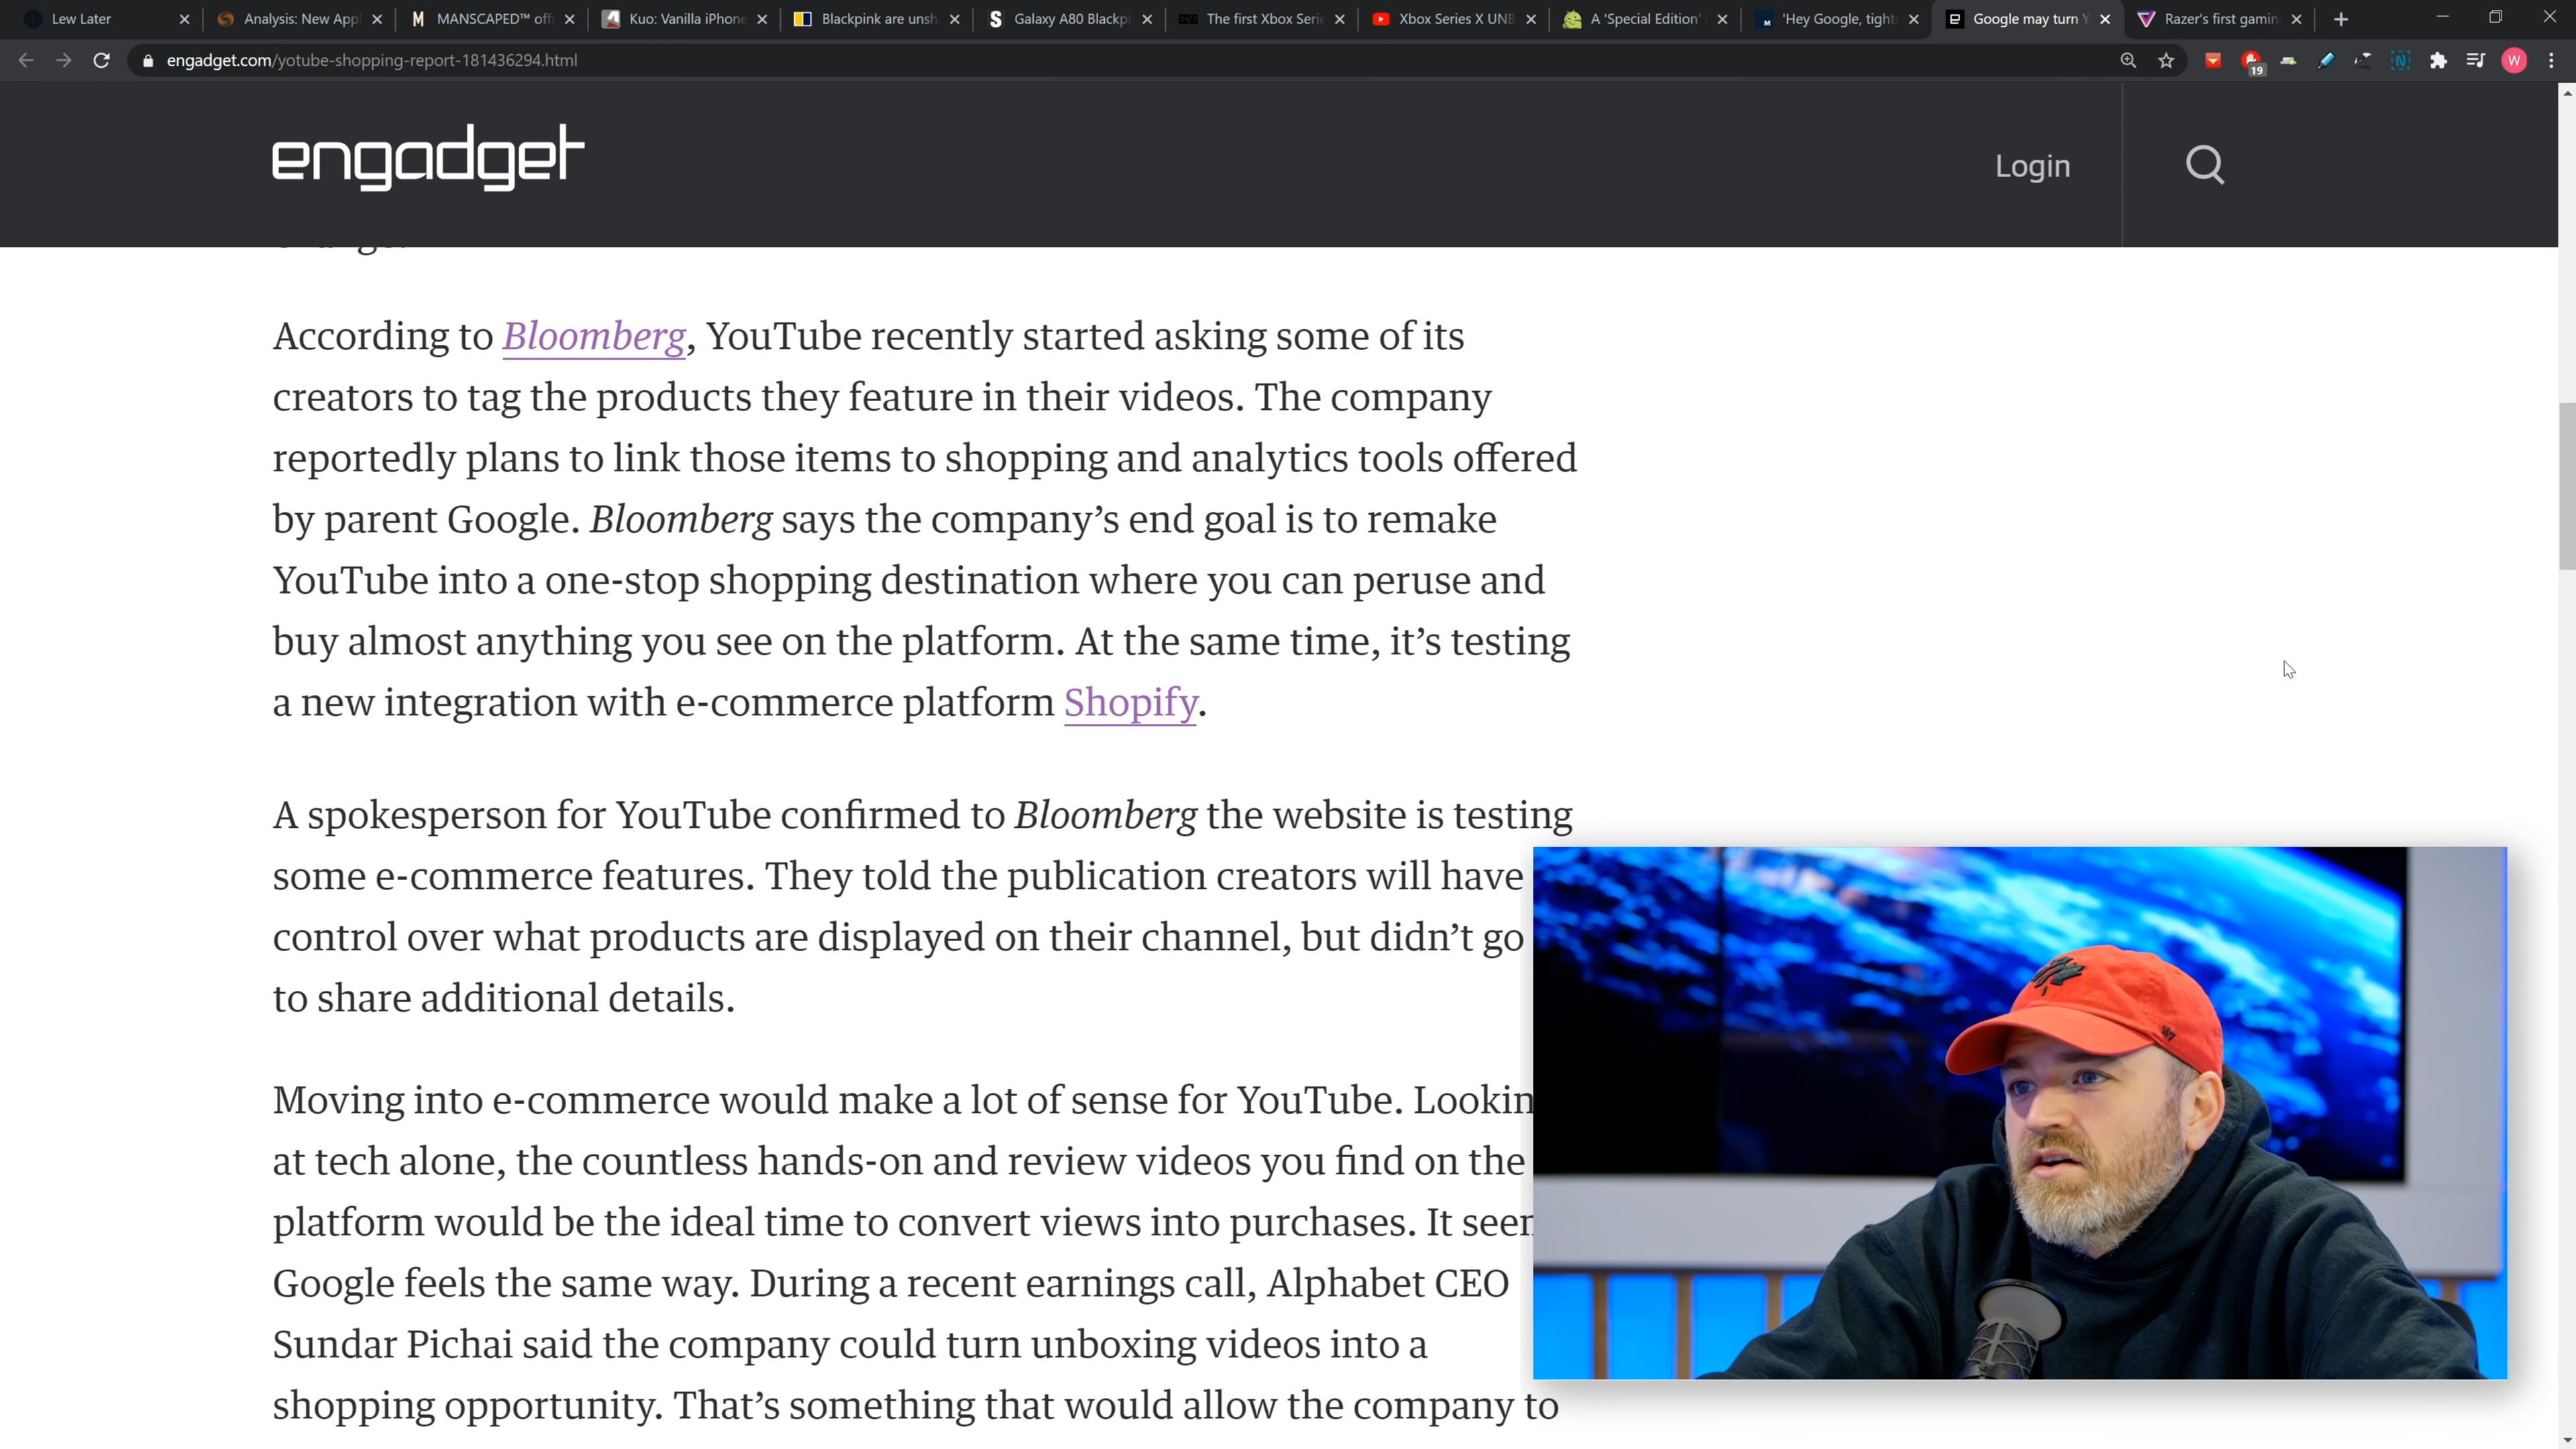 Lew Later
Analysis: New App
MANSCAPED™ offi
Kuo: Vanilla iPhone
Blackpink are unsh
Galaxy A80 Blackpi
The first Xbox Serie
Xbox Series X UNB
A 'Special Edition'
'Hey Google, tight
Google may turn Y
Razer's first gamin
engadget.com/yotube-shopping-report-181436294.html
19
W
engadget
Login
According to Bloomberg, YouTube recently started asking some of its
creators to tag the products they feature in their videos. The company
reportedly plans to link those items to shopping and analytics tools offered
by parent Google. Bloomberg says the company’s end goal is to remake
YouTube into a one-stop shopping destination where you can peruse and
buy almost anything you see on the platform. At the same time, it’s testing
a new integration with e-commerce platform Shopify.
A spokesperson for YouTube confirmed to Bloomberg the website is testing
some e-commerce features. They told the publication creators will have
control over what products are displayed on their channel, but didn’t go
to share additional details.
Moving into e-commerce would make a lot of sense for YouTube. Lookin
at tech alone, the countless hands-on and review videos you find on the
platform would be the ideal time to convert views into purchases. It seem
Google feels the same way. During a recent earnings call, Alphabet CEO
Sundar Pichai said the company could turn unboxing videos into a
shopping opportunity. That’s something that would allow the company to